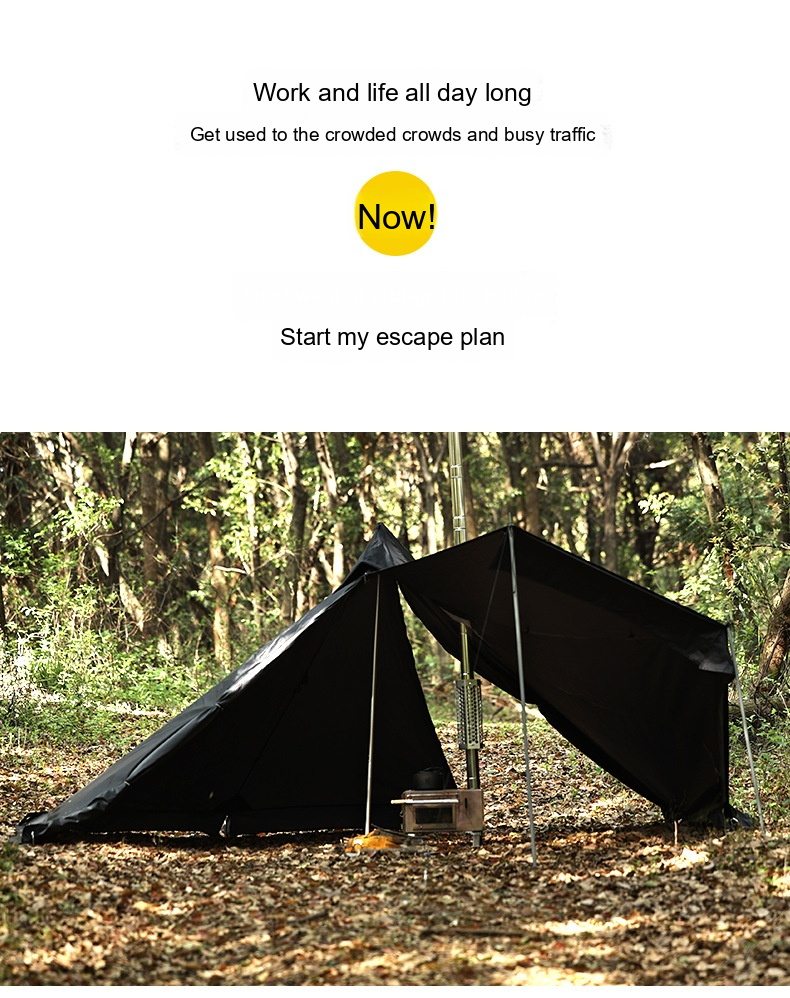 Work and life all day long
Get used to the crowded crowds and busy traffic
Now!
Start my escape plan